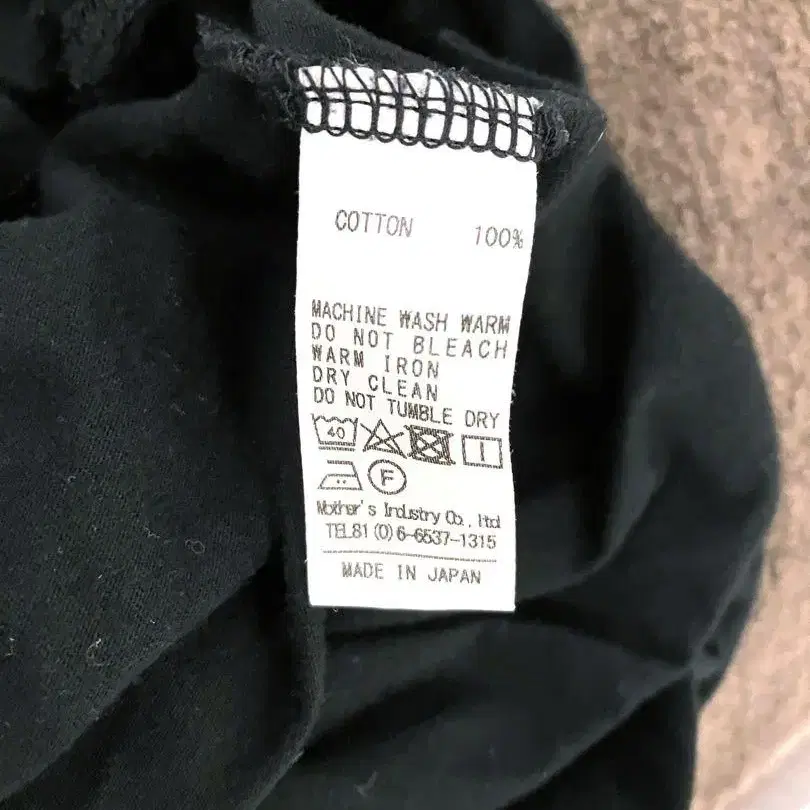 COTTON 100%
MACHINE WASH WARM
DO NOT BLEACH
WARM IRON
DRY CLEAN
DO NOT TUMBLE DRY
40
F
Mother's Industry Co., ltd
TEL81(0)6-6537-1315
MADE IN JAPAN